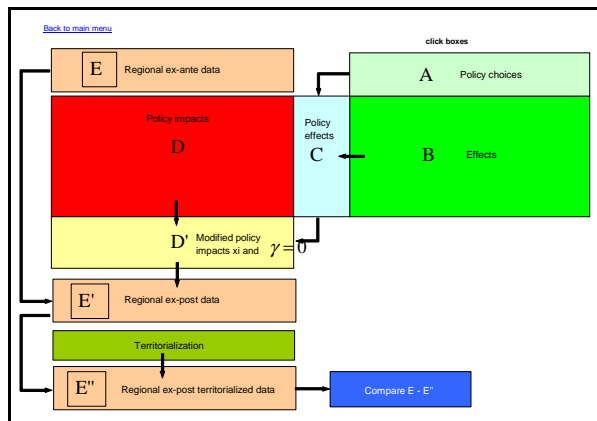 Back to main menu
click boxes
E Regional ex-ante data
A Policy choices
Policy impacts
D
Policy
effects
C
B Effects
D' Modified policy
impacts xi and γ = 0
E' Regional ex-post data
Territorialization
E'' Regional ex-post territorialized data
Compare E - E"